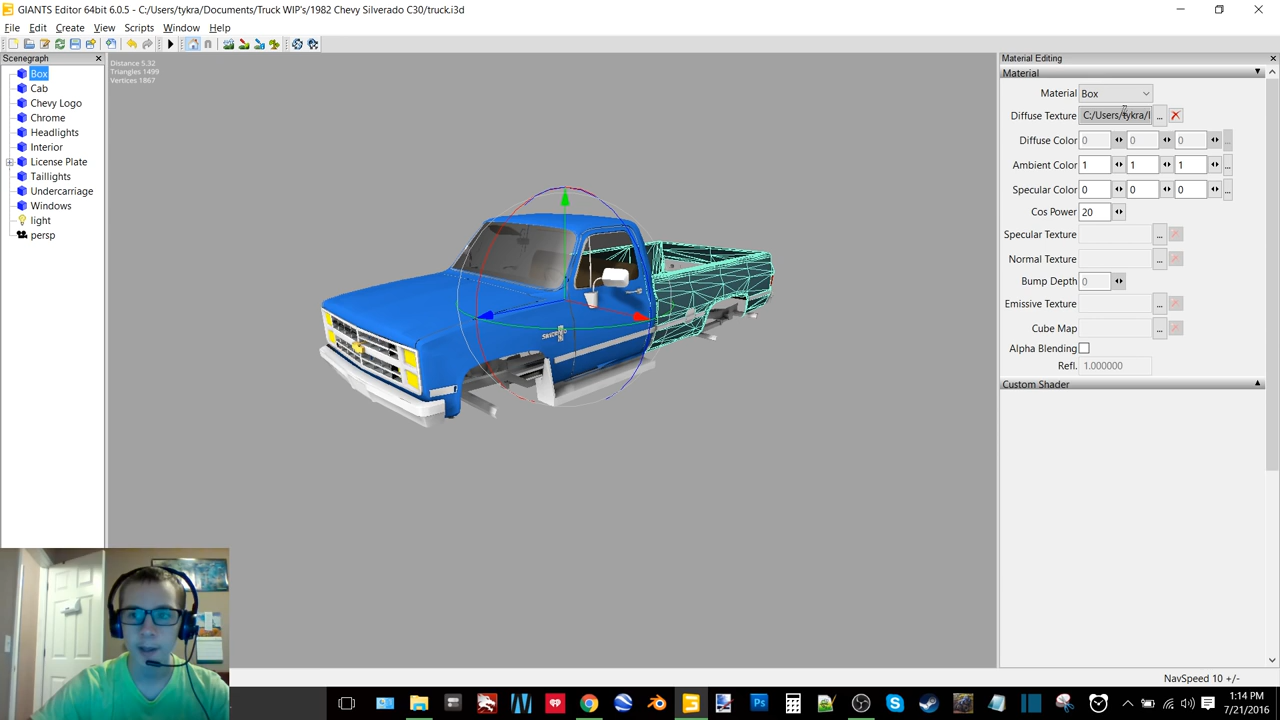 GIANTS Editor 64bit 6.0.5 - C:/Users/tykra/Documents/Truck WIP's/1982 Chevy Silverado C30/truck.i3d
File Edit Create View Scripts Window Help
Scenegraph
Box
Cab
Chevy Logo
Chrome
Headlights
Interior
License Plate
Taillights
Undercarriage
Windows
light
persp
Distance 5.32
Triangles 1499
Vertices 1867
Material Editing
Material
Material Box
Diffuse Texture C:/Users/tykra/I ...
Diffuse Color 0 0 0 ...
Ambient Color 1 1 1 ...
Specular Color 0 0 0 ...
Cos Power 20
Specular Texture ...
Normal Texture ...
Bump Depth 0
Emissive Texture ...
Cube Map ...
Alpha Blending
Refl. 1.000000
Custom Shader
NavSpeed 10 +/-
1:14 PM
7/21/2016